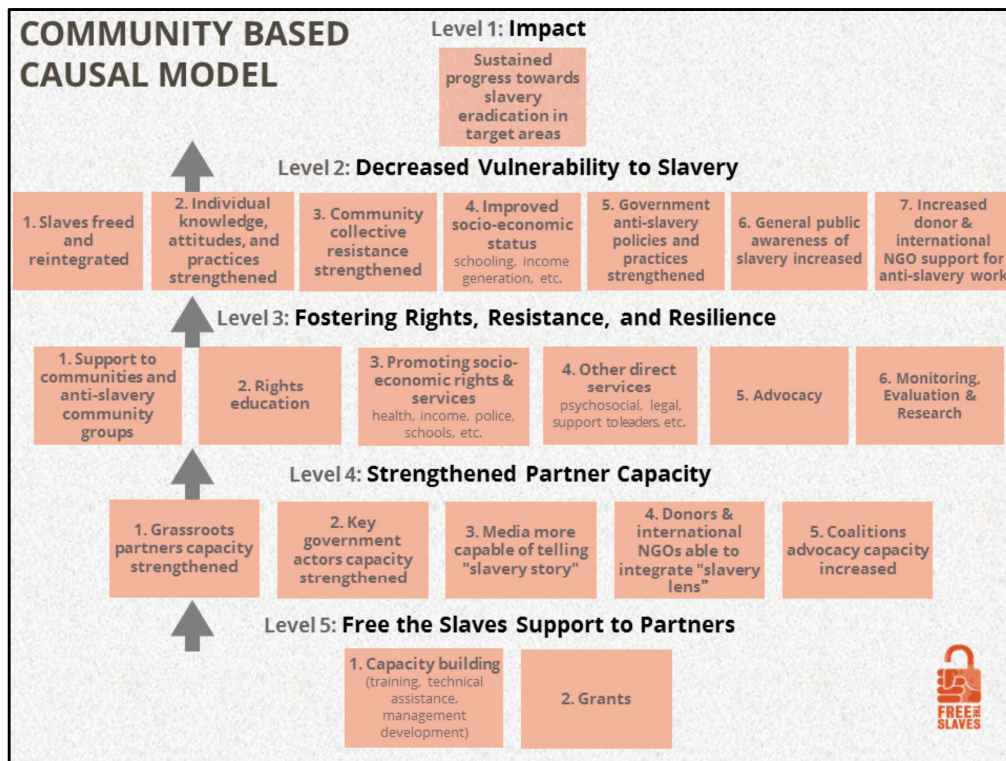 COMMUNITY BASED
CAUSAL MODEL
Level 1: Impact
Sustained
progress towards
slavery
eradication in
target areas
Level 2: Decreased Vulnerability to Slavery
1. Slaves freed
and
reintegrated
2. Individual
knowledge,
attitudes, and
practices
strengthened
3. Community
collective
resistance
strengthened
4. Improved
socio-economic
status
schooling, income
generation, etc.
5. Government
anti-slavery
policies and
practices
strengthened
6. General public
awareness of
slavery increased
7. Increased
donor &
international
NGO support for
anti-slavery work
Level 3: Fostering Rights, Resistance, and Resilience
1. Support to
communities and
anti-slavery
community
groups
2. Rights
education
3. Promoting socio-
economic rights &
services
health, income, police,
schools, etc.
4. Other direct
services
psychosocial, legal,
support to leaders, etc.
5. Advocacy
6. Monitoring,
Evaluation &
Research
Level 4: Strengthened Partner Capacity
1. Grassroots
partners capacity
strengthened
2. Key
government
actors capacity
strengthened
3. Media more
capable of telling
"slavery story"
4. Donors &
international
NGOs able to
integrate "slavery
lens”
5. Coalitions
advocacy capacity
increased
Level 5: Free the Slaves Support to Partners
1. Capacity building
(training, technical
assistance,
management
development)
2. Grants
FREE THE
SLAVES